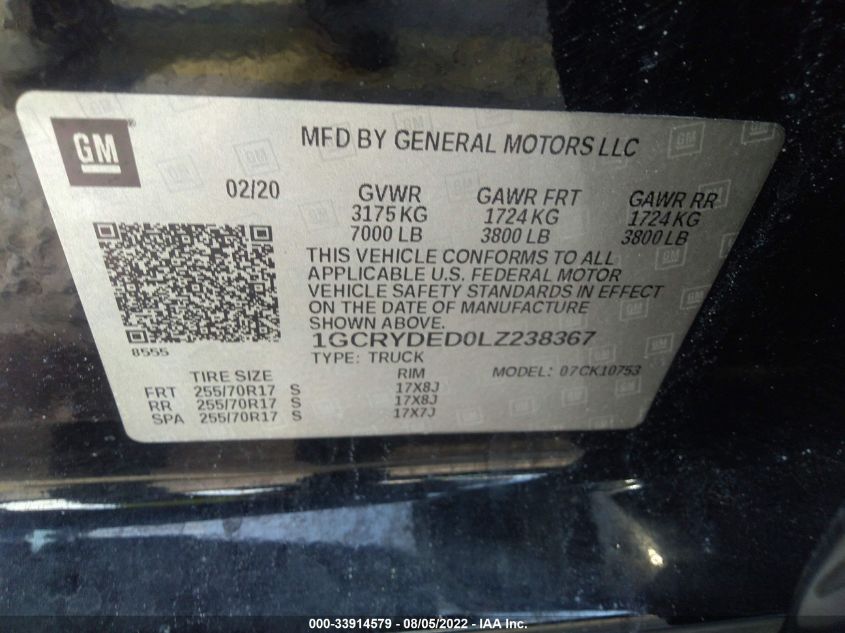 GM
MFD BY GENERAL MOTORS LLC
02/20
GVWR GAWR FRT GAWR RR
3175 KG 1724 KG 1724 KG
7000 LB 3800 LB 3800 LB
THIS VEHICLE CONFORMS TO ALL
APPLICABLE U.S. FEDERAL MOTOR
VEHICLE SAFETY STANDARDS IN EFFECT
ON THE DATE OF MANUFACTURE
SHOWN ABOVE.
8555
1GCRYDED0LZ238367
TYPE: TRUCK
MODEL: 07CK10753
TIRE SIZE RIM
FRT 255/70R17 S 17X8J
RR 255/70R17 S 17X8J
SPA 255/70R17 S 17X7J
000-33914579 - 08/05/2022 - IAA Inc.